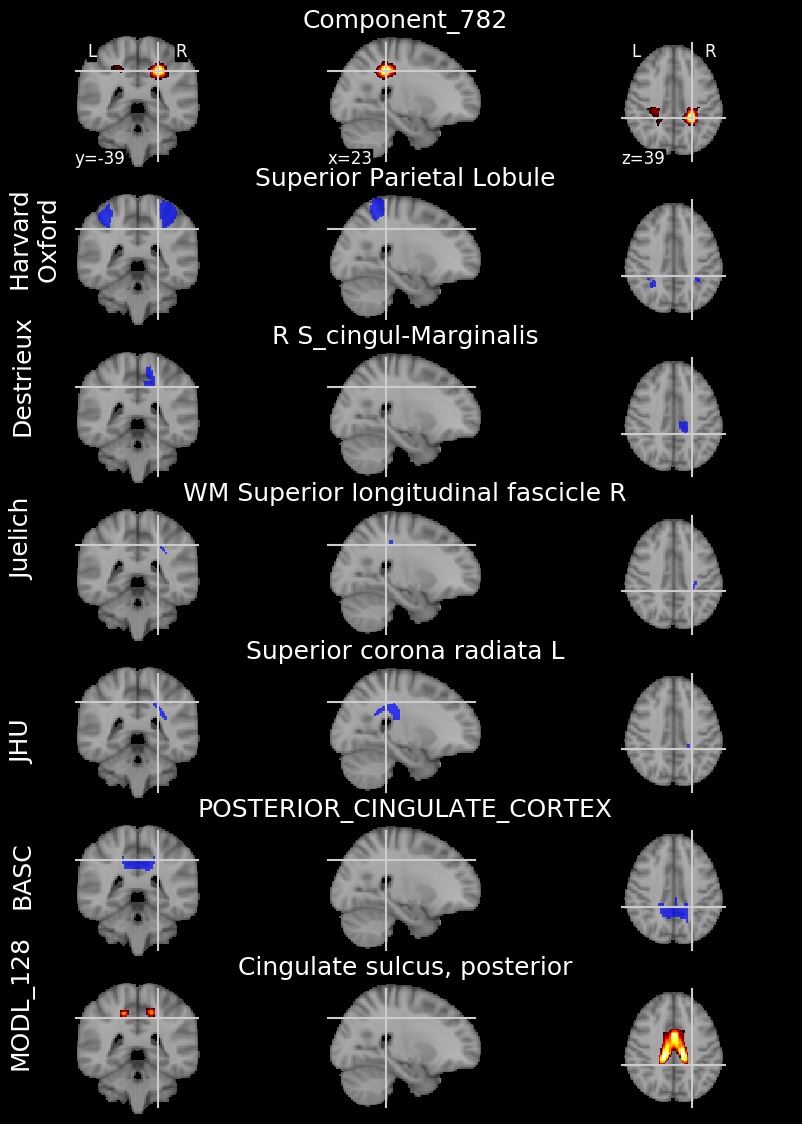 Component_782
L R
L R
y=-39
x=23
z=39
Superior Parietal Lobule
Harvard
Oxford
R S_cingul-Marginalis
Destrieux
WM Superior longitudinal fascicle R
Juelich
Superior corona radiata L
JHU
POSTERIOR_CINGULATE_CORTEX
BASC
Cingulate sulcus, posterior
MODL_128